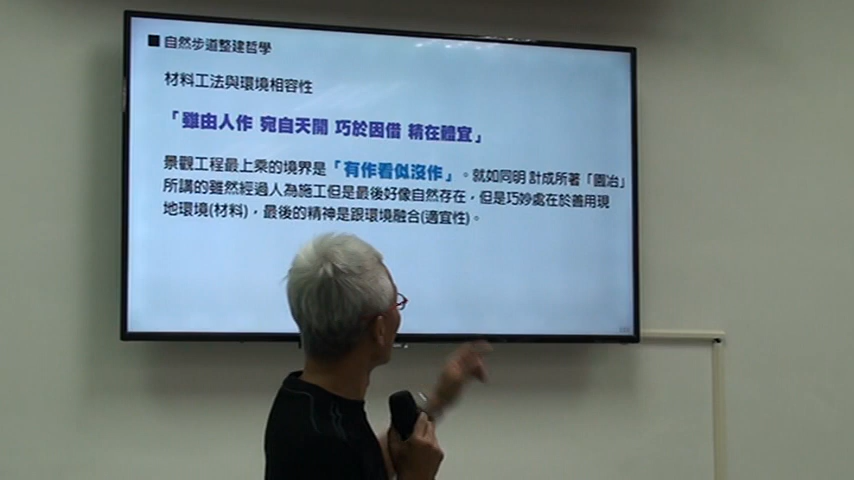 ■ 自然步道整建哲學
材料工法與環境相容性
「雖由人作 宛自天開 巧於因借 精在體宜」
景觀工程最上乘的境界是「有作看似沒作」。就如同明 計成所著「園冶」
所講的雖然經過人為施工但是最後好像自然存在，但是巧妙處在於善用現
地環境(材料)，最後的精神是跟環境融合(適宜性)。